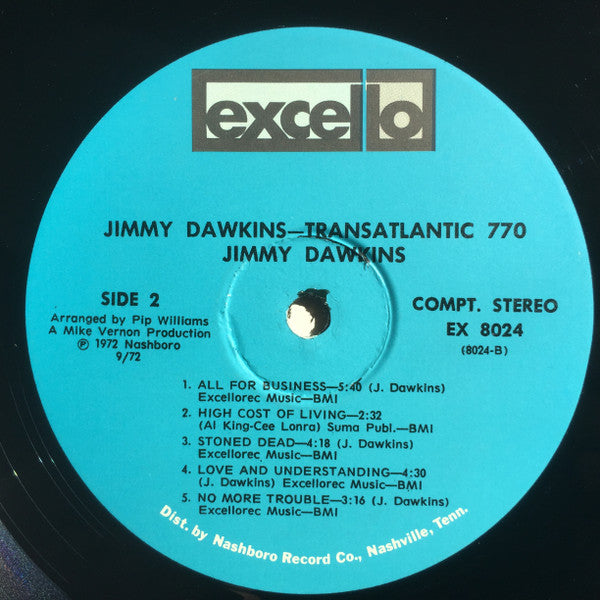 excello
JIMMY DAWKINS—TRANSATLANTIC 770
JIMMY DAWKINS
SIDE 2
Arranged by Pip Williams
A Mike Vernon Production
℗ 1972 Nashboro
9/72
COMPT. STEREO
EX 8024
(8024-B)
1. ALL FOR BUSINESS—5:40 (J. Dawkins)
Excellorec Music—BMI
2. HIGH COST OF LIVING—2:32
(Al King-Cee Lonra) Suma Publ.—BMI
3. STONED DEAD—4:18 (J. Dawkins)
Excellorec Music—BMI
4. LOVE AND UNDERSTANDING—4:30
(J. Dawkins) Excellorec Music—BMI
5. NO MORE TROUBLE—3:16 (J. Dawkins)
Excellorec Music—BMI
Dist. by Nashboro Record Co., Nashville, Tenn.